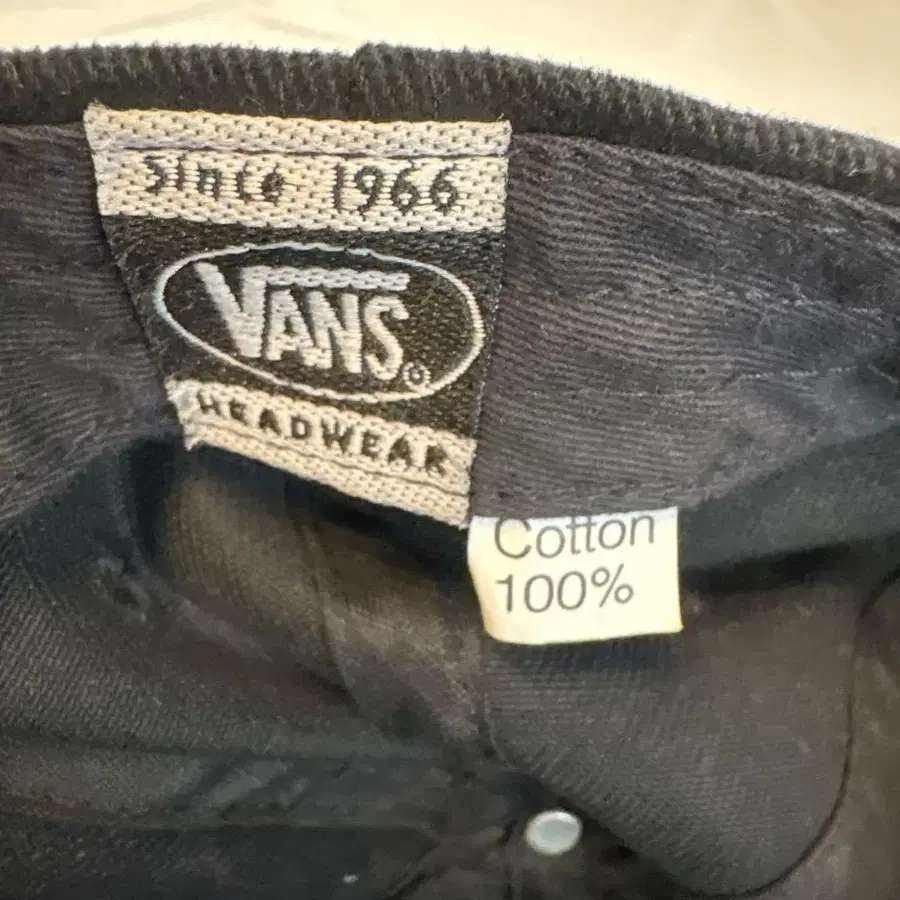 Since 1966
VANS®
HEADWEAR
Cotton
100%